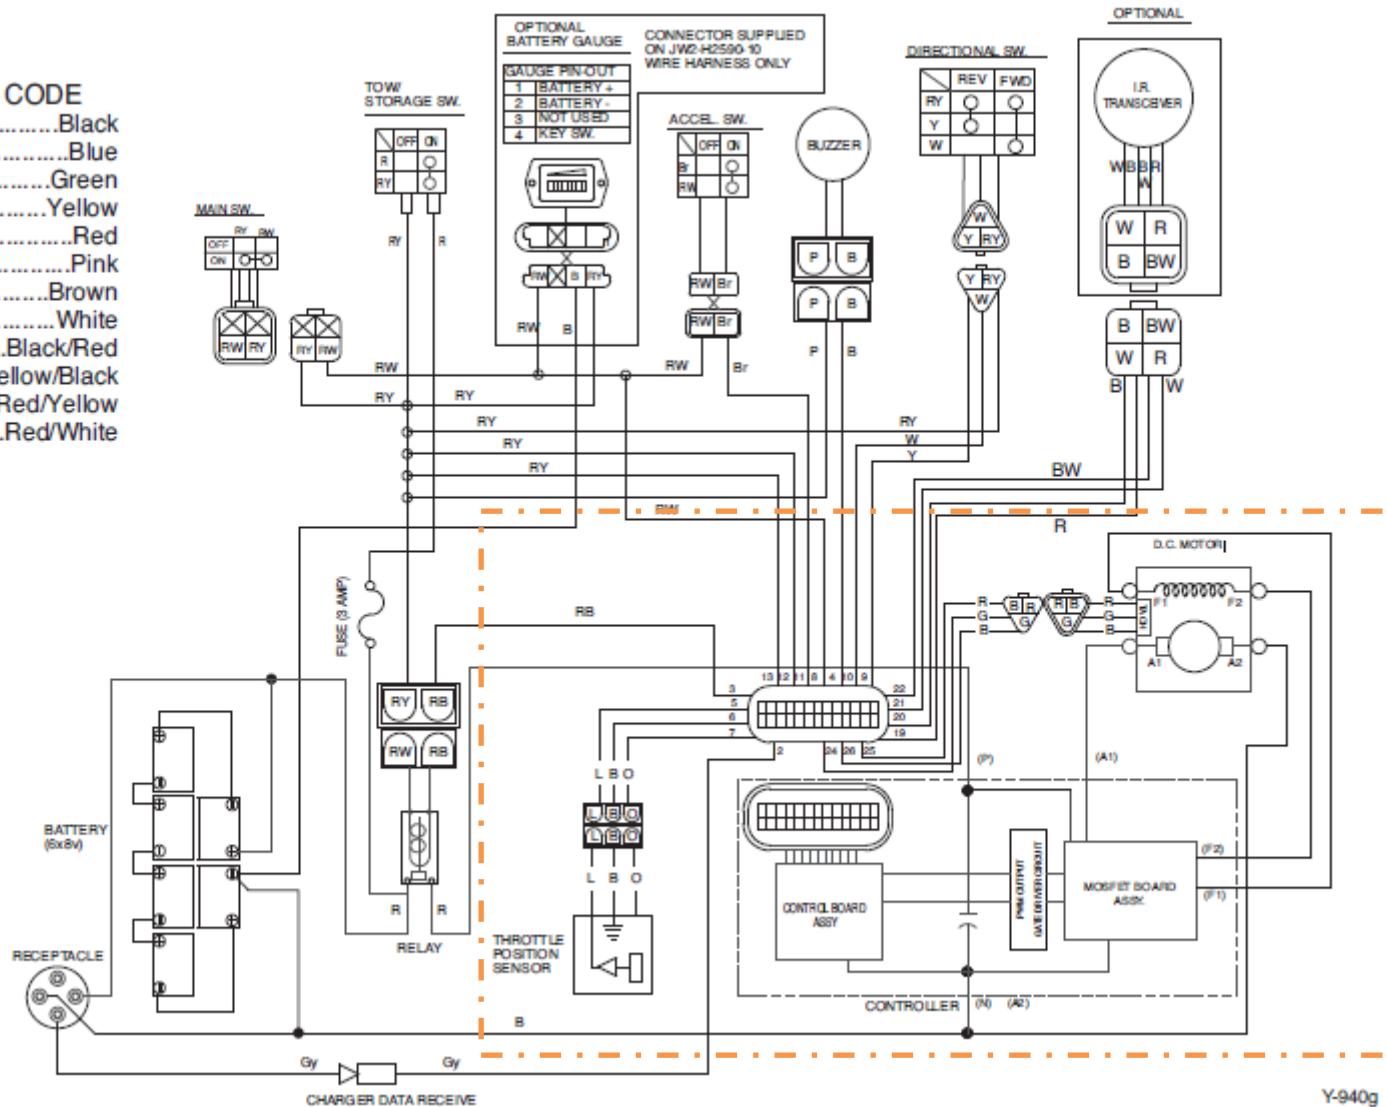 OPTIONAL
BATTERY GAUGE
CONNECTOR SUPPLIED
ON JW2-H2590-10
WIRE HARNESS ONLY
GAUGE PIN-OUT
1 BATTERY +
2 BATTERY -
3 NOT USED
4 KEY SW.
OPTIONAL
I.R.
TRANSCEIVER
W B B R
W
W R
B BW
B BW
W R
B W
DIRECTIONAL SW.
REV FWD
RY
Y
W
W
Y RY
Y RY
W
CODE
...........Black
...........Blue
...........Green
........Yellow
...........Red
...........Pink
........Brown
........White
.Black/Red
ellow/Black
Red/Yellow
.Red/White
TOW/
STORAGE SW.
OFF ON
R
RY
RY R
ACCEL. SW.
OFF ON
Br
RW
RW Br
RW Br
BUZZER
P B
P B
P B
MAIN SW.
RY RW
OFF
ON
RW RY
RY RW
RW B RY
RW B
RW RW Br
RY RY
RY RY
RY W
RY Y
BW
RW
R
D.C. MOTOR
F1 F2
A1 A2
R B R R B R
G G G G
B B
FUSE (3 AMP)
RB
RY RB
RW RB
13 12 11 8 4 10 9
3 22
5 21
6 20
7 19
2 24 26 25
(P) (A1)
L B O
L B O
L B O
L B O
BATTERY
(6x8v)
R R
RELAY
THROTTLE
POSITION
SENSOR
CONTROL BOARD
ASSY
PWM OUTPUT
GATE DRIVER CIRCUIT
MOSFET BOARD
ASSY.
(F2)
(F1)
CONTROLLER (N) (A2)
RECEPTACLE
B
Gy Gy
CHARGER DATA RECEIVE
Y-940g